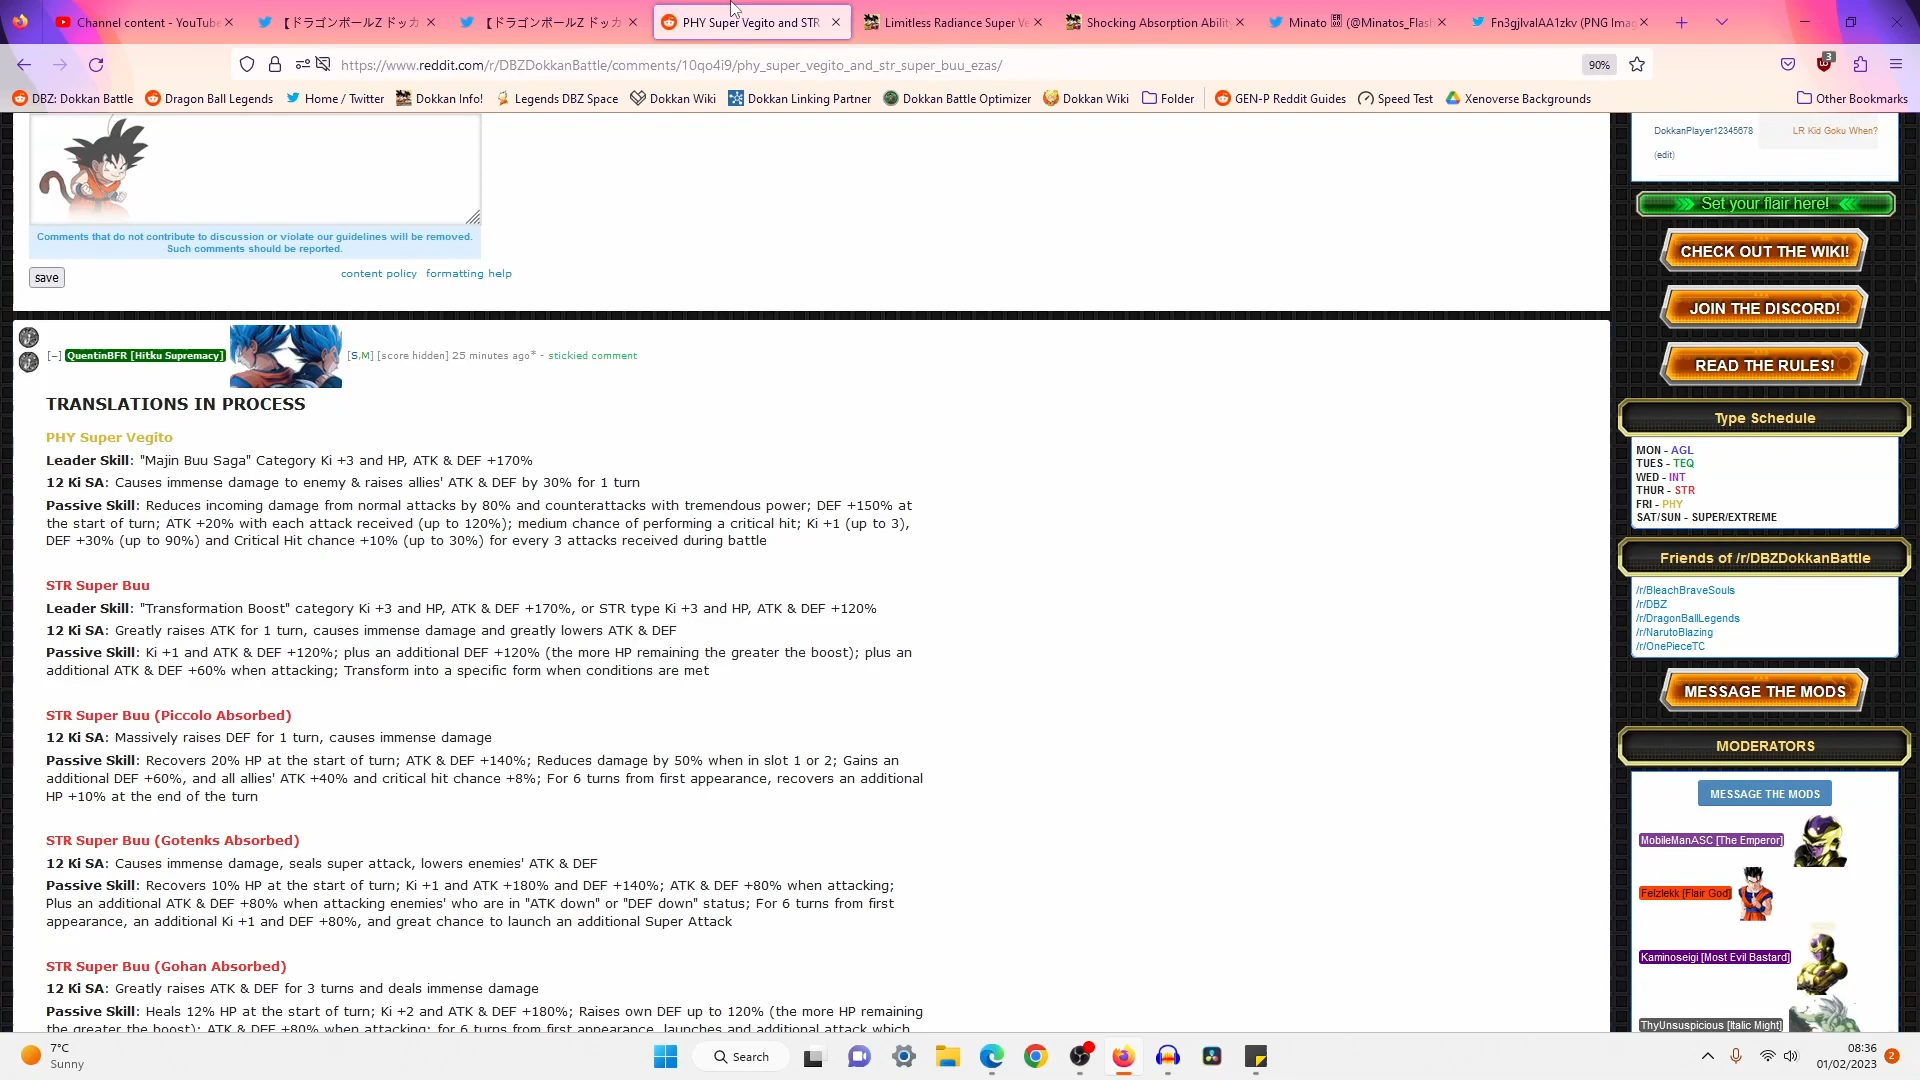 Channel content - YouTube
【ドラゴンボールZ ドッカ
【ドラゴンボールZ ドッカ
PHY Super Vegito and STR
Limitless Radiance Super Ve
Shocking Absorption Ability
Minato (@Minatos_Flash
Fn3gjlvalAA1zkv (PNG Imag
https://www.reddit.com/r/DBZDokkanBattle/comments/10qo4i9/phy_super_vegito_and_str_super_buu_ezas/
90%
3
DBZ: Dokkan Battle
Dragon Ball Legends
Home / Twitter
Dokkan Info!
Legends DBZ Space
Dokkan Wiki
Dokkan Linking Partner
Dokkan Battle Optimizer
Dokkan Wiki
Folder
GEN-P Reddit Guides
Speed Test
Xenoverse Backgrounds
Other Bookmarks
Comments that do not contribute to discussion or violate our guidelines will be removed.
Such comments should be reported.
save
content policy formatting help
[–] QuentinBFR [Hitku Supremacy] [S,M] [score hidden] 25 minutes ago* - stickied comment
TRANSLATIONS IN PROCESS
PHY Super Vegito
Leader Skill: "Majin Buu Saga" Category Ki +3 and HP, ATK & DEF +170%
12 Ki SA: Causes immense damage to enemy & raises allies' ATK & DEF by 30% for 1 turn
Passive Skill: Reduces incoming damage from normal attacks by 80% and counterattacks with tremendous power; DEF +150% at
the start of turn; ATK +20% with each attack received (up to 120%); medium chance of performing a critical hit; Ki +1 (up to 3),
DEF +30% (up to 90%) and Critical Hit chance +10% (up to 30%) for every 3 attacks received during battle
STR Super Buu
Leader Skill: "Transformation Boost" category Ki +3 and HP, ATK & DEF +170%, or STR type Ki +3 and HP, ATK & DEF +120%
12 Ki SA: Greatly raises ATK for 1 turn, causes immense damage and greatly lowers ATK & DEF
Passive Skill: Ki +1 and ATK & DEF +120%; plus an additional DEF +120% (the more HP remaining the greater the boost); plus an
additional ATK & DEF +60% when attacking; Transform into a specific form when conditions are met
STR Super Buu (Piccolo Absorbed)
12 Ki SA: Massively raises DEF for 1 turn, causes immense damage
Passive Skill: Recovers 20% HP at the start of turn; ATK & DEF +140%; Reduces damage by 50% when in slot 1 or 2; Gains an
additional DEF +60%, and all allies' ATK +40% and critical hit chance +8%; For 6 turns from first appearance, recovers an additional
HP +10% at the end of the turn
STR Super Buu (Gotenks Absorbed)
12 Ki SA: Causes immense damage, seals super attack, lowers enemies' ATK & DEF
Passive Skill: Recovers 10% HP at the start of turn; Ki +1 and ATK +180% and DEF +140%; ATK & DEF +80% when attacking;
Plus an additional ATK & DEF +80% when attacking enemies' who are in "ATK down" or "DEF down" status; For 6 turns from first
appearance, an additional Ki +1 and DEF +80%, and great chance to launch an additional Super Attack
STR Super Buu (Gohan Absorbed)
12 Ki SA: Greatly raises ATK & DEF for 3 turns and deals immense damage
Passive Skill: Heals 12% HP at the start of turn; Ki +2 and ATK & DEF +180%; Raises own DEF up to 120% (the more HP remaining
the greater the boost); ATK & DEF +80% when attacking; for 6 turns from first appearance, launches and additional attack which
DokkanPlayer12345678
LR Kid Goku When?
(edit)
Set your flair here!
CHECK OUT THE WIKI!
JOIN THE DISCORD!
READ THE RULES!
Type Schedule
MON - AGL
TUES - TEQ
WED - INT
THUR - STR
FRI - PHY
SAT/SUN - SUPER/EXTREME
Friends of /r/DBZDokkanBattle
/r/BleachBraveSouls
/r/DBZ
/r/DragonBallLegends
/r/NarutoBlazing
/r/OnePieceTC
MESSAGE THE MODS
MODERATORS
MESSAGE THE MODS
MobileManASC [The Emperor]
Felzlekk [Flair God]
Kaminoseigi [Most Evil Bastard]
ThyUnsuspicious [Italic Might]
7°C
Sunny
Search
08:36
01/02/2023
2